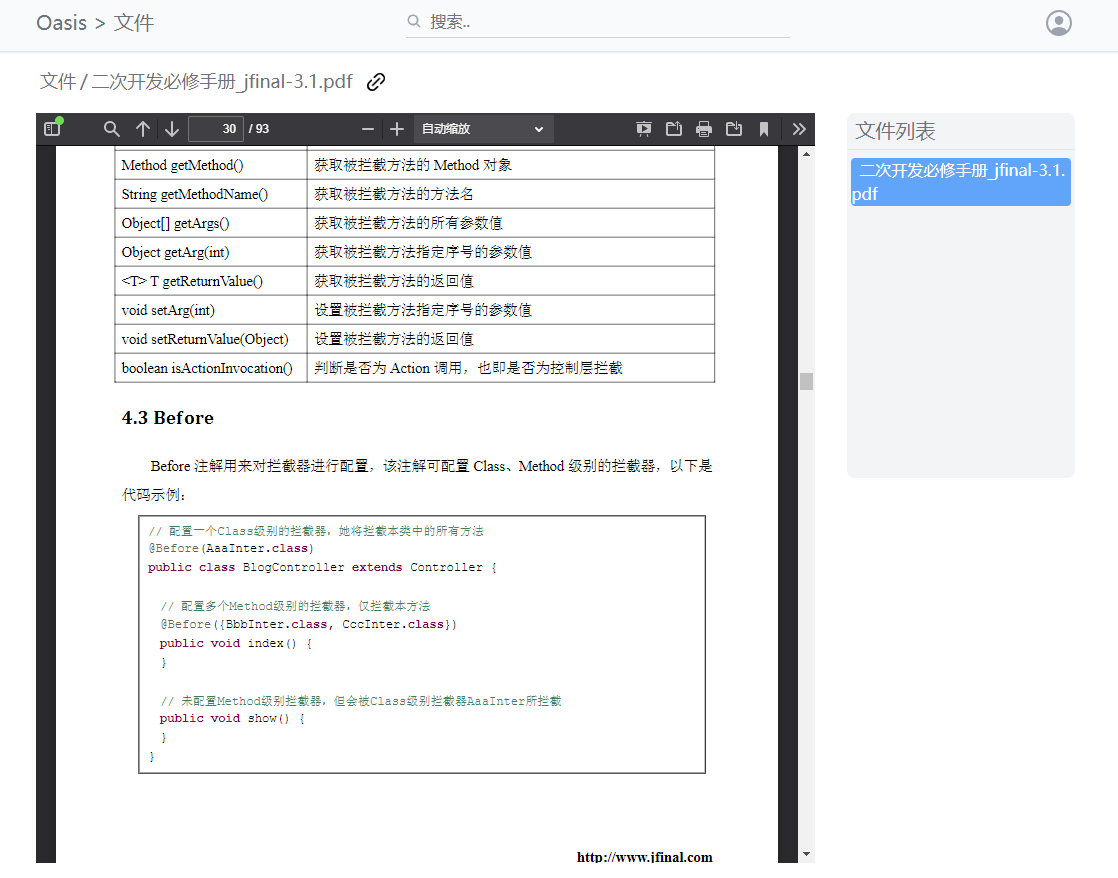 Oasis > 文件
搜索..
文件 / 二次开发必修手册_jfinal-3.1.pdf
30 / 93
自动缩放
文件列表
二次开发必修手册_jfinal-3.1.
pdf
Method getMethod() 获取被拦截方法的 Method 对象
String getMethodName() 获取被拦截方法的方法名
Object[] getArgs() 获取被拦截方法的所有参数值
Object getArg(int) 获取被拦截方法指定序号的参数值
<T> T getReturnValue() 获取被拦截方法的返回值
void setArg(int) 设置被拦截方法指定序号的参数值
void setReturnValue(Object) 设置被拦截方法的返回值
boolean isActionInvocation() 判断是否为 Action 调用，也即是否为控制层拦截
4.3 Before
Before 注解用来对拦截器进行配置，该注解可配置 Class、Method 级别的拦截器，以下是
代码示例：
// 配置一个Class级别的拦截器，她将拦截本类中的所有方法
@Before(AaaInter.class)
public class BlogController extends Controller {
// 配置多个Method级别的拦截器，仅拦截本方法
@Before({BbbInter.class, CccInter.class})
public void index() {
}
// 未配置Method级别拦截器，但会被Class级别拦截器AaaInter所拦截
public void show() {
}
}
http://www.jfinal.com